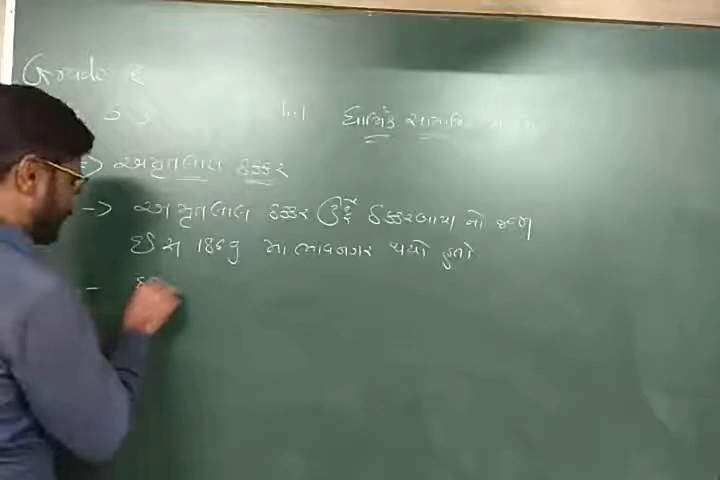 Grade 8
ધાર્મિક સામાજિ
=> અમૃતલાલ ઠક્કર
-> અમૃતલાલ ઠક્કર ઉર્ફે ઠક્કરબાપા નો જન્મ
ઈ સ 1869 મા ભાવનગર થયો હતો
-